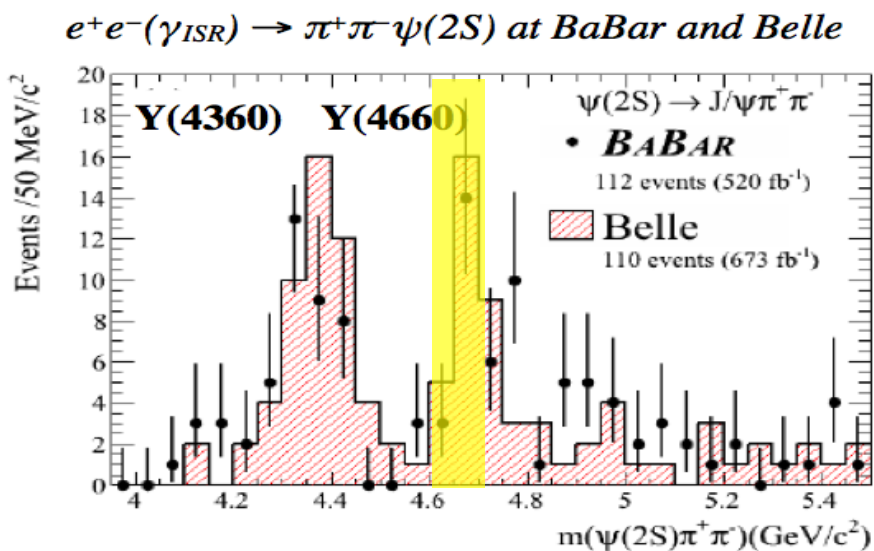 e⁺e⁻(γ_ISR) → π⁺π⁻ψ(2S) at BaBar and Belle
Events /50 MeV/c²
20
18
16
14
12
10
8
6
4
2
0
Y(4360) Y(4660)
ψ(2S) → J/ψπ⁺π⁻
BABAR
112 events (520 fb⁻¹)
Belle
110 events (673 fb⁻¹)
4 4.2 4.4 4.6 4.8 5 5.2 5.4
m(ψ(2S)π⁺π⁻)(GeV/c²)